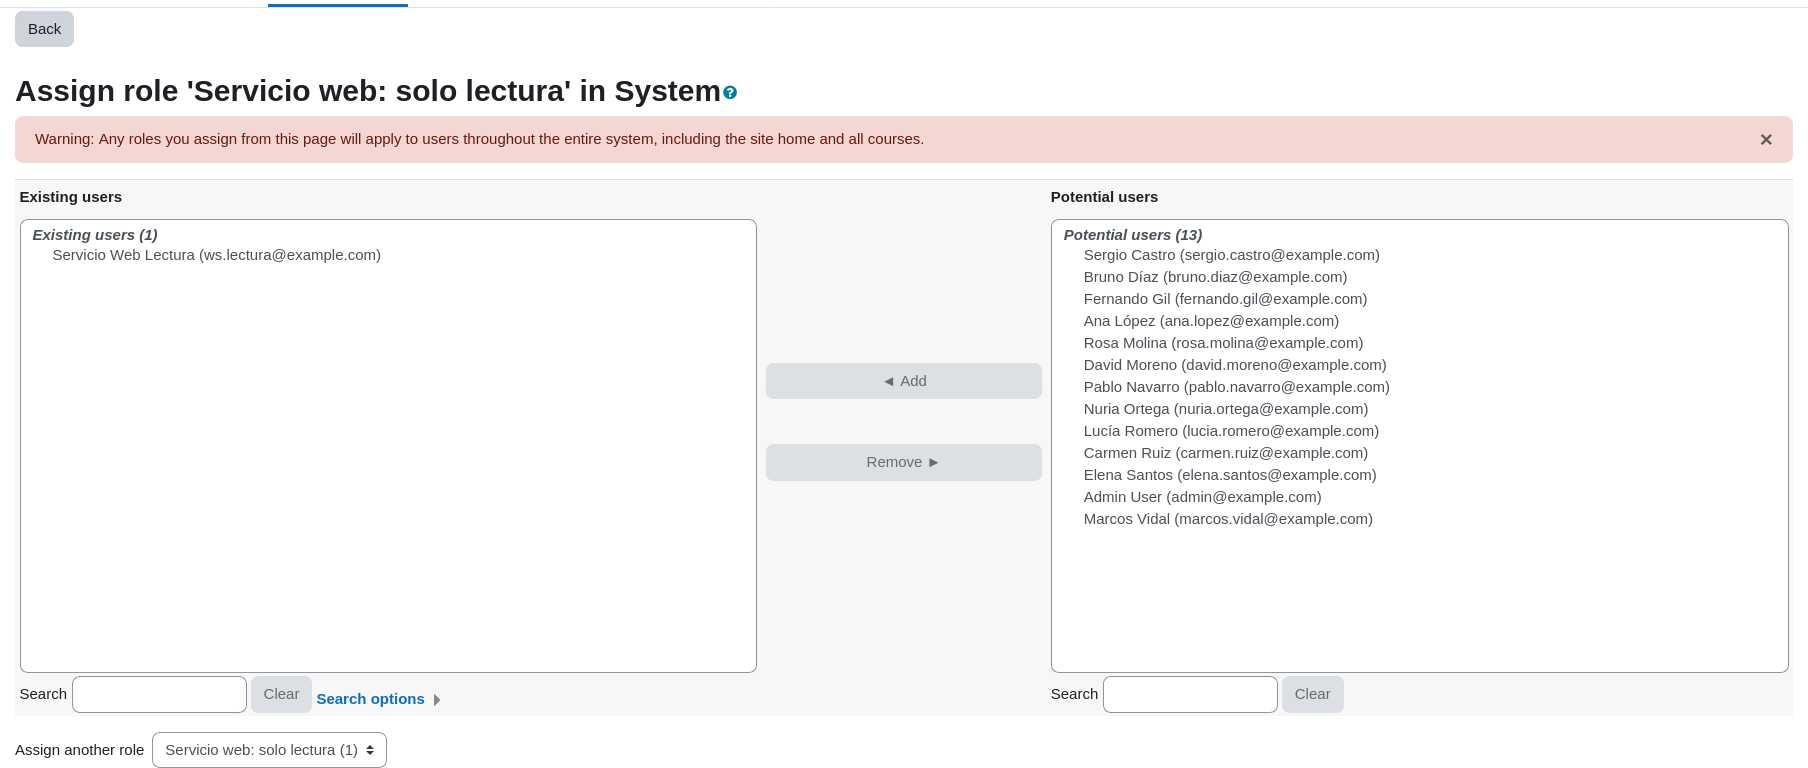 Back
Assign role 'Servicio web: solo lectura' in System
Warning: Any roles you assign from this page will apply to users throughout the entire system, including the site home and all courses.
Existing users
Existing users (1)
Servicio Web Lectura (ws.lectura@example.com)
Search
Clear
Search options
◄ Add
Remove ►
Potential users
Potential users (13)
Sergio Castro (sergio.castro@example.com)
Bruno Díaz (bruno.diaz@example.com)
Fernando Gil (fernando.gil@example.com)
Ana López (ana.lopez@example.com)
Rosa Molina (rosa.molina@example.com)
David Moreno (david.moreno@example.com)
Pablo Navarro (pablo.navarro@example.com)
Nuria Ortega (nuria.ortega@example.com)
Lucía Romero (lucia.romero@example.com)
Carmen Ruiz (carmen.ruiz@example.com)
Elena Santos (elena.santos@example.com)
Admin User (admin@example.com)
Marcos Vidal (marcos.vidal@example.com)
Search
Clear
Assign another role
Servicio web: solo lectura (1)